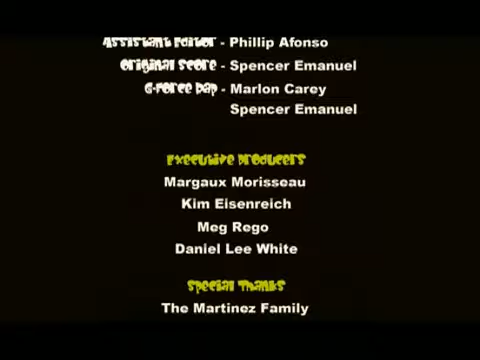 Assistant Editor - Phillip Afonso
Original Score - Spencer Emanuel
G-Force Rap - Marlon Carey
Spencer Emanuel
Executive Producers
Margaux Morisseau
Kim Eisenreich
Meg Rego
Daniel Lee White
Special Thanks
The Martinez Family